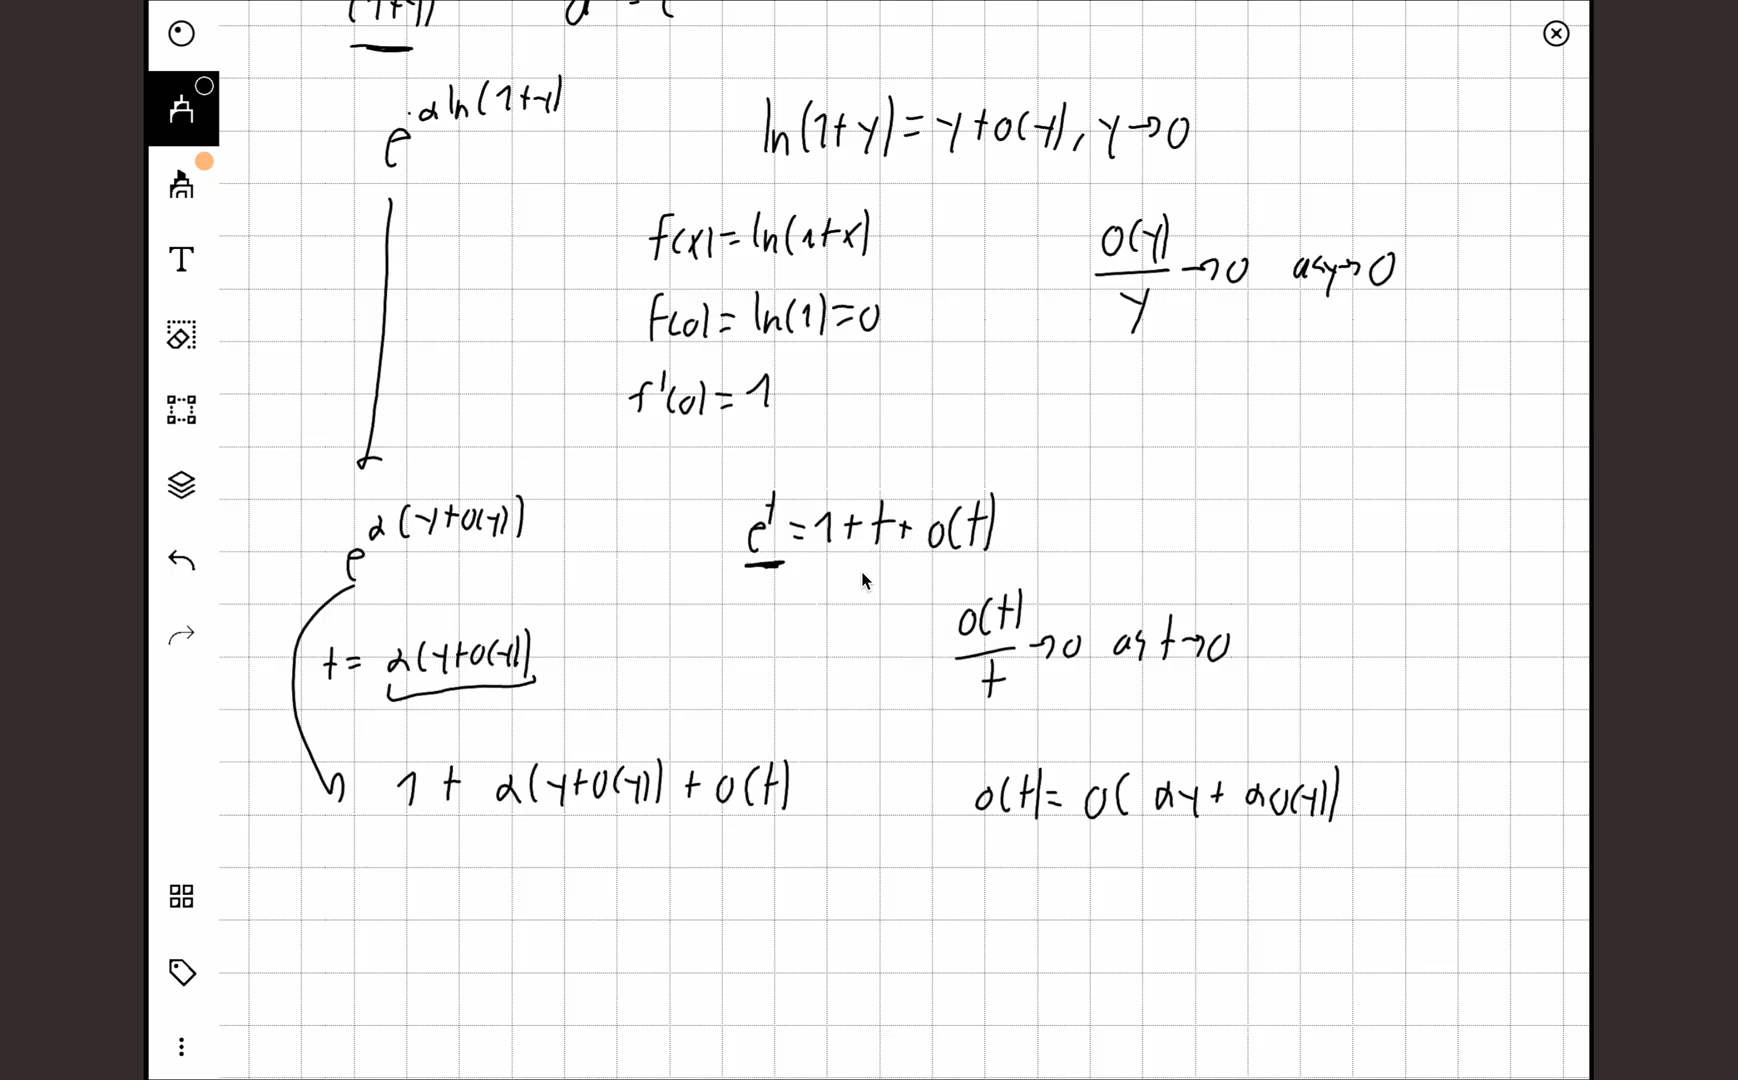 (1+y)
e^{α ln(1+y)}
ln(1+y) = y + o(y), y → 0
f(x) = ln(1+x)
o(y)/y → 0 as y → 0
f(0) = ln(1) = 0
f'(0) = 1
e^{α(y+o(y))}
e^t = 1 + t + o(t)
o(t)/t → 0 as t → 0
t = α(y+o(y))
1 + α(y+o(y)) + o(t)
o(t) = o(αy + αo(y))
T